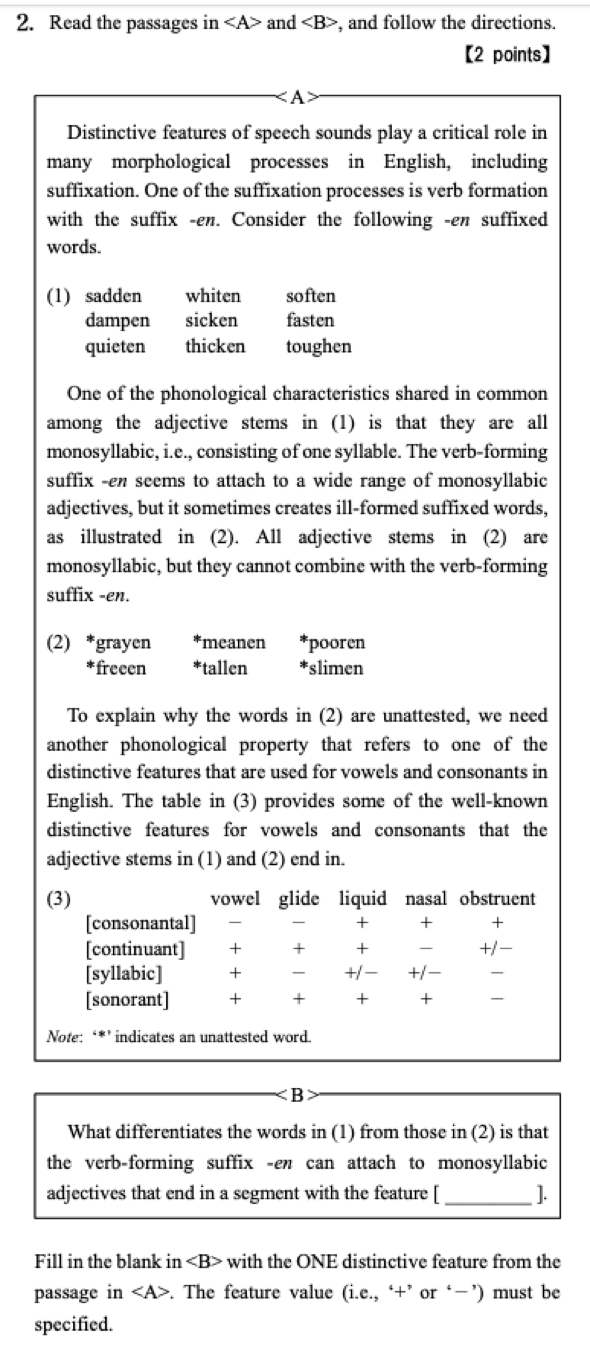 2. Read the passages in <A> and <B>, and follow the directions.
【2 points】
<A>
Distinctive features of speech sounds play a critical role in
many morphological processes in English, including
suffixation. One of the suffixation processes is verb formation
with the suffix -en. Consider the following -en suffixed
words.
(1) sadden whiten soften
dampen sicken fasten
quieten thicken toughen
One of the phonological characteristics shared in common
among the adjective stems in (1) is that they are all
monosyllabic, i.e., consisting of one syllable. The verb-forming
suffix -en seems to attach to a wide range of monosyllabic
adjectives, but it sometimes creates ill-formed suffixed words,
as illustrated in (2). All adjective stems in (2) are
monosyllabic, but they cannot combine with the verb-forming
suffix -en.
(2) *grayen *meanen *pooren
*freeen *tallen *slimen
To explain why the words in (2) are unattested, we need
another phonological property that refers to one of the
distinctive features that are used for vowels and consonants in
English. The table in (3) provides some of the well-known
distinctive features for vowels and consonants that the
adjective stems in (1) and (2) end in.
(3) vowel glide liquid nasal obstruent
[consonantal] − − + + +
[continuant] + + + − +/−
[syllabic] + − +/− +/− −
[sonorant] + + + + −
Note: ‘*’ indicates an unattested word.
<B>
What differentiates the words in (1) from those in (2) is that
the verb-forming suffix -en can attach to monosyllabic
adjectives that end in a segment with the feature [ ________ ].
Fill in the blank in <B> with the ONE distinctive feature from the
passage in <A>. The feature value (i.e., ‘+’ or ‘−’) must be
specified.